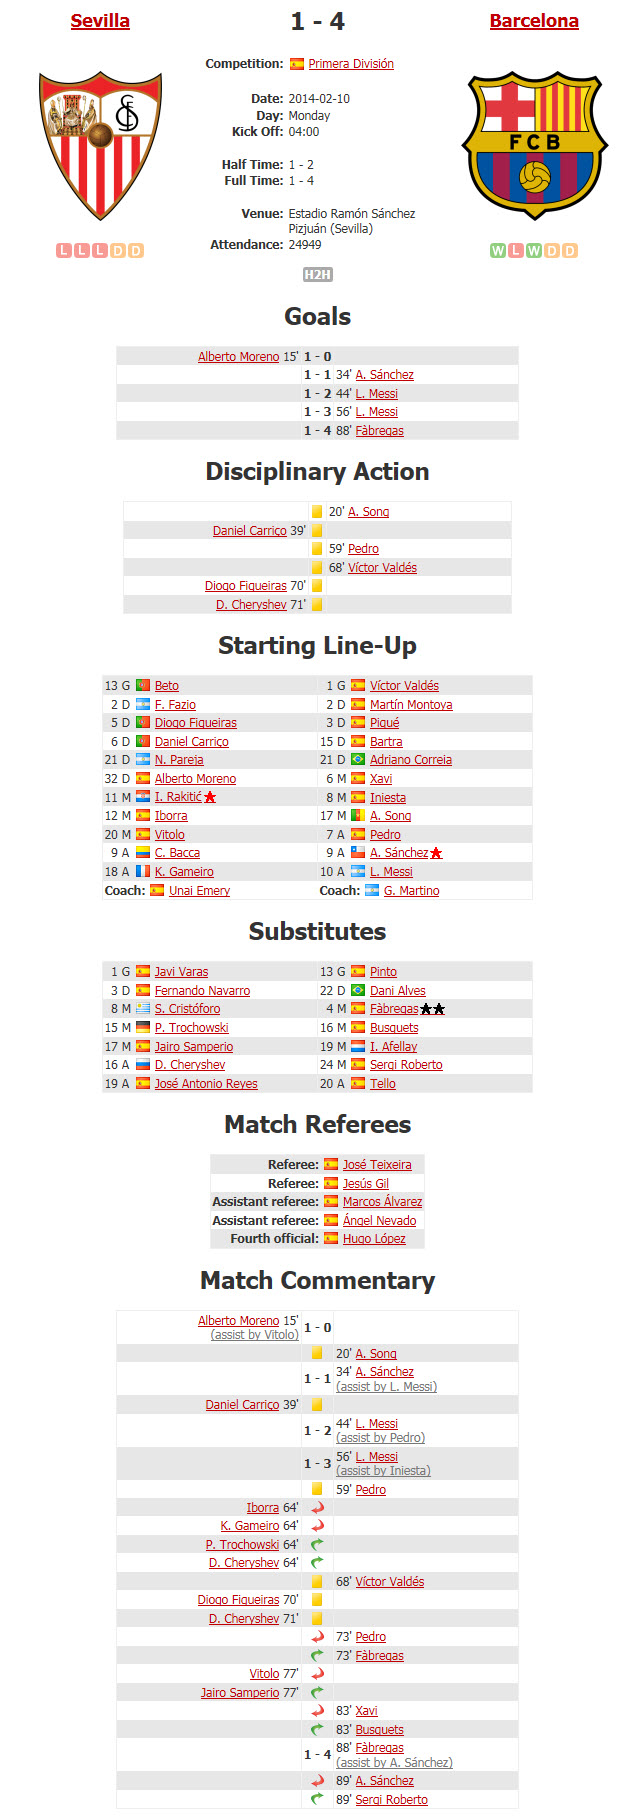 Sevilla 1 - 4 Barcelona
Competition: Primera División
Date: 2014-02-10
Day: Monday
Kick Off: 04:00
Half Time: 1 - 2
Full Time: 1 - 4
Venue: Estadio Ramón Sánchez
Pizjuán (Sevilla)
Attendance: 24949
FCB
L L L D D
W L W D D
H2H
Goals
Alberto Moreno 15' 1 - 0
1 - 1 34' A. Sánchez
1 - 2 44' L. Messi
1 - 3 56' L. Messi
1 - 4 88' Fàbregas
Disciplinary Action
20' A. Song
Daniel Carriço 39'
59' Pedro
68' Víctor Valdés
Diogo Figueiras 70'
D. Cheryshev 71'
Starting Line-Up
13 G Beto 1 G Víctor Valdés
2 D F. Fazio 2 D Martín Montoya
5 D Diogo Figueiras 3 D Piqué
6 D Daniel Carriço 15 D Bartra
21 D N. Pareja 21 D Adriano Correia
32 D Alberto Moreno 6 M Xavi
11 M I. Rakitić 8 M Iniesta
12 M Iborra 17 M A. Song
20 M Vitolo 7 A Pedro
9 A C. Bacca 9 A A. Sánchez
18 A K. Gameiro 10 A L. Messi
Coach: Unai Emery Coach: G. Martino
Substitutes
1 G Javi Varas 13 G Pinto
3 D Fernando Navarro 22 D Dani Alves
8 M S. Cristóforo 4 M Fàbregas
15 M P. Trochowski 16 M Busquets
17 M Jairo Samperio 19 M I. Afellay
16 A D. Cheryshev 24 M Sergi Roberto
19 A José Antonio Reyes 20 A Tello
Match Referees
Referee: José Teixeira
Referee: Jesús Gil
Assistant referee: Marcos Álvarez
Assistant referee: Ángel Nevado
Fourth official: Hugo López
Match Commentary
Alberto Moreno 15' 1 - 0
(assist by Vitolo)
20' A. Song
1 - 1 34' A. Sánchez
(assist by L. Messi)
Daniel Carriço 39'
1 - 2 44' L. Messi
(assist by Pedro)
1 - 3 56' L. Messi
(assist by Iniesta)
59' Pedro
Iborra 64'
K. Gameiro 64'
P. Trochowski 64'
D. Cheryshev 64'
68' Víctor Valdés
Diogo Figueiras 70'
D. Cheryshev 71'
73' Pedro
73' Fàbregas
Vitolo 77'
Jairo Samperio 77'
83' Xavi
83' Busquets
1 - 4 88' Fàbregas
(assist by A. Sánchez)
89' A. Sánchez
89' Sergi Roberto